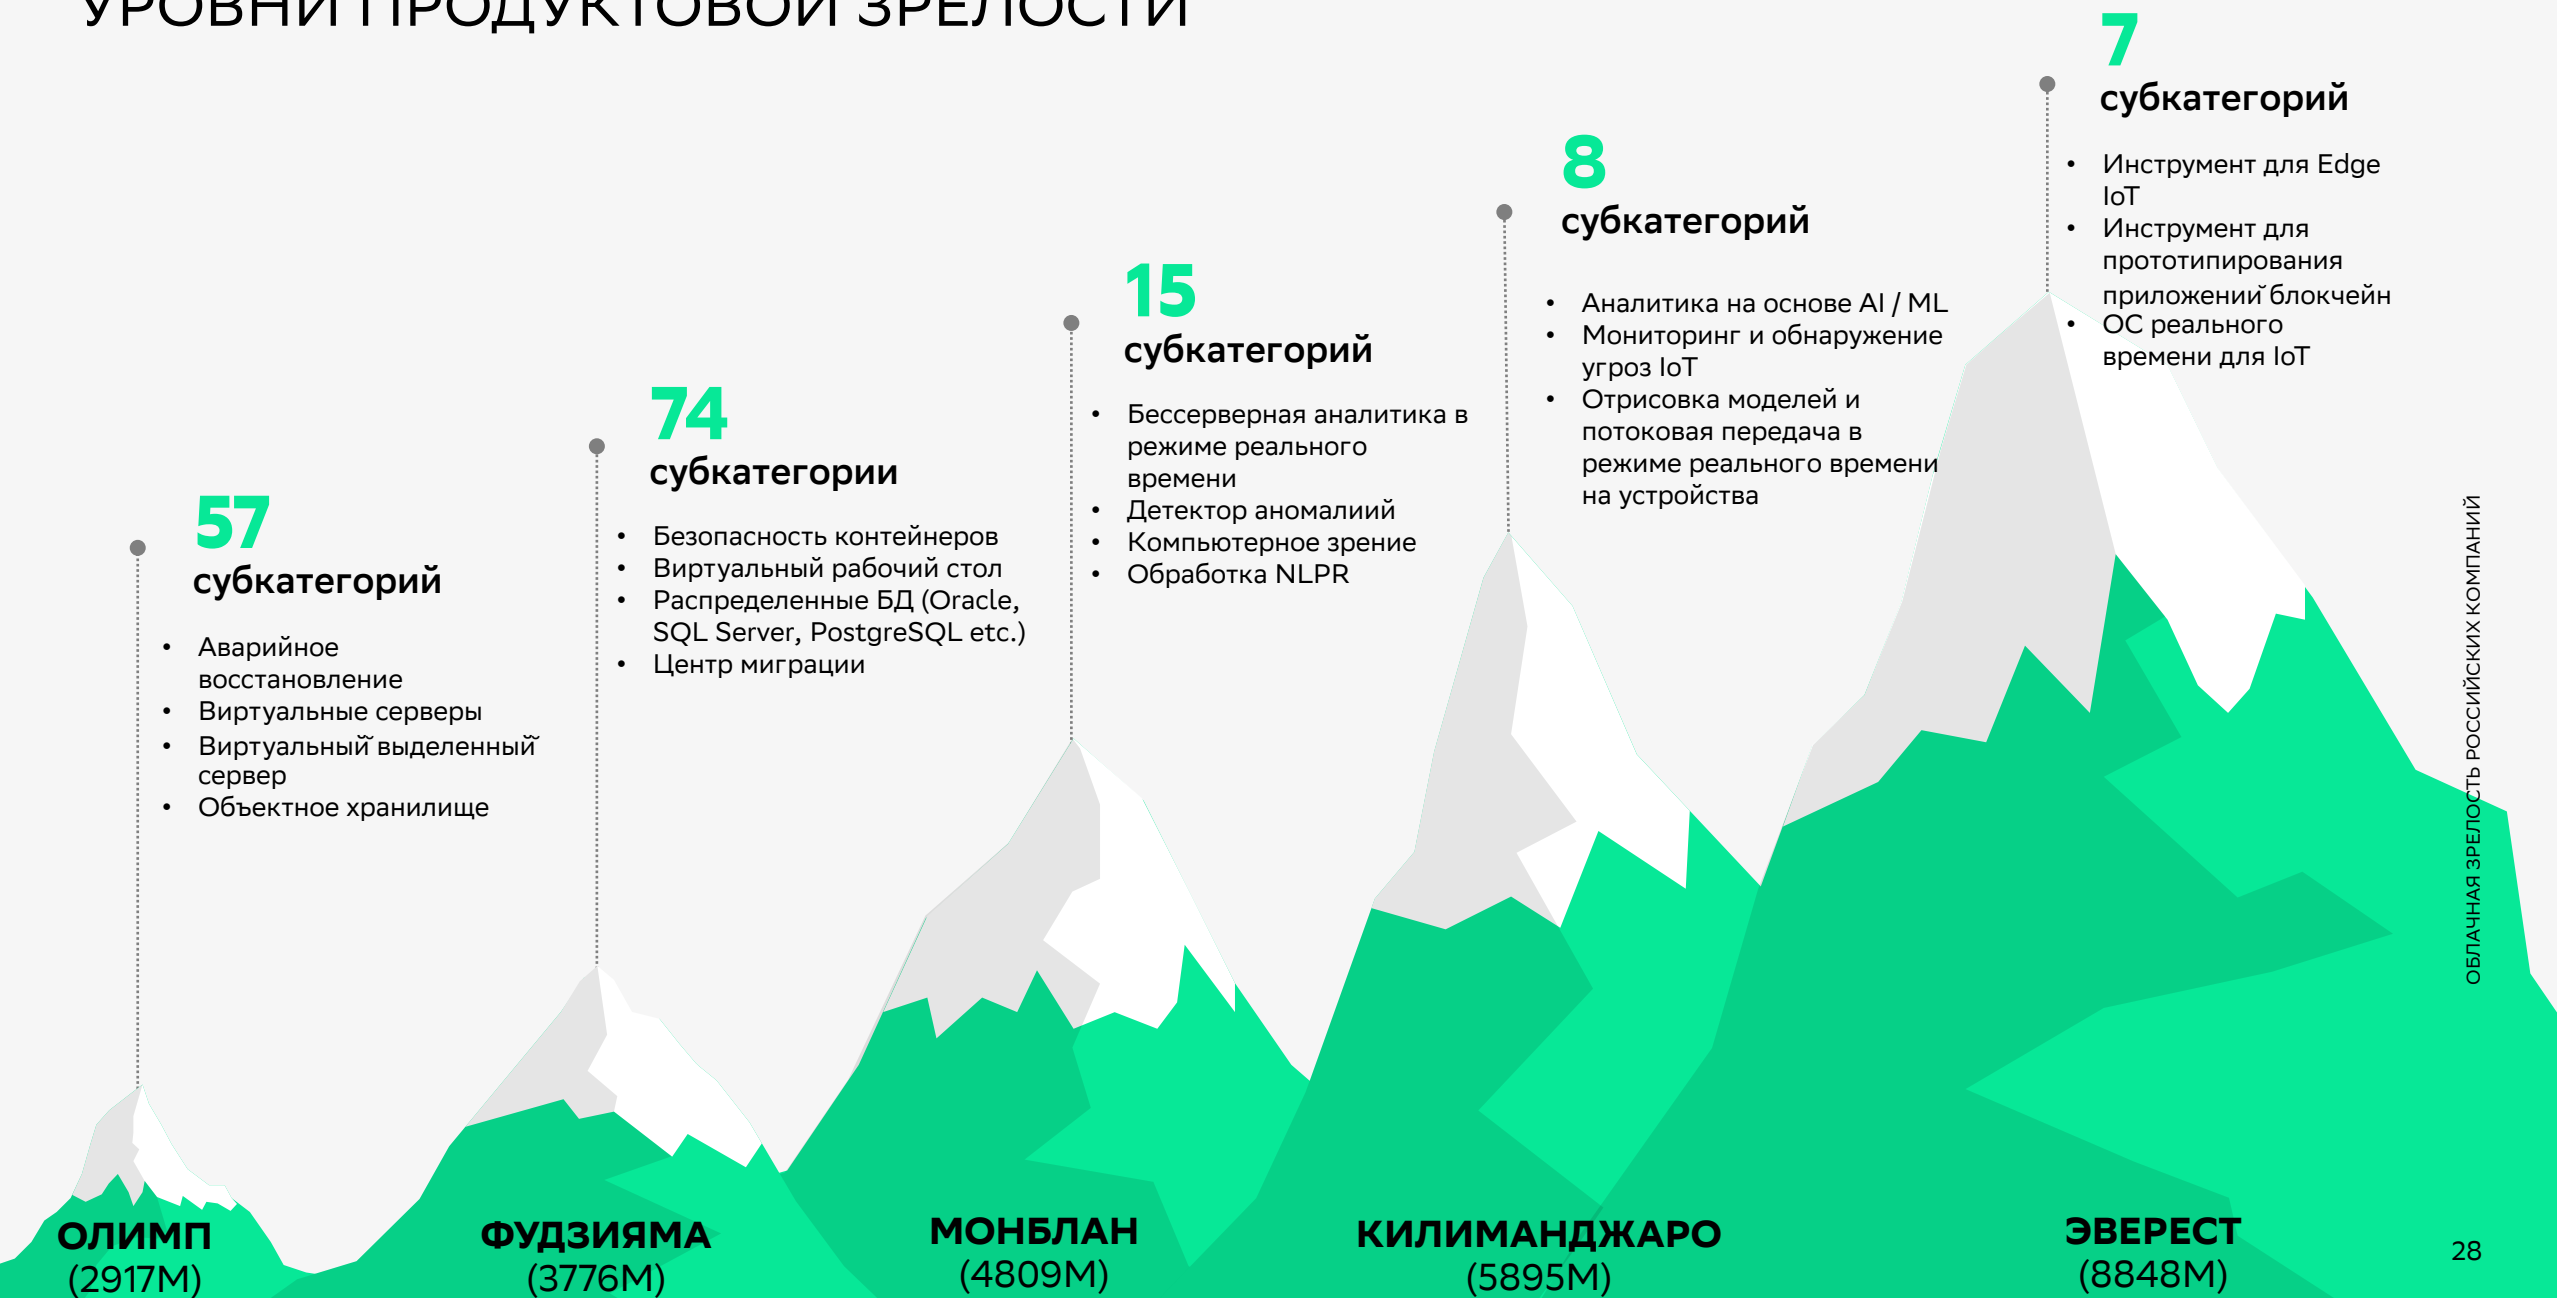 УРОВНИ ПРОДУКТОВОЙ ЗРЕЛОСТИ
57
субкатегорий
• Аварийное
восстановление
• Виртуальные серверы
• Виртуальный выделенный
сервер
• Объектное хранилище
74
субкатегории
• Безопасность контейнеров
• Виртуальный рабочий стол
• Распределенные БД (Oracle,
SQL Server, PostgreSQL etc.)
• Центр миграции
15
субкатегорий
• Бессерверная аналитика в
режиме реального
времени
• Детектор аномалиий
• Компьютерное зрение
• Обработка NLPR
8
субкатегорий
• Аналитика на основе AI / ML
• Мониторинг и обнаружение
угроз IoT
• Отрисовка моделей и
потоковая передача в
режиме реального времени
на устройства
7
субкатегорий
• Инструмент для Edge
IoT
• Инструмент для
прототипирования
приложений блокчейн
• ОС реального
времени для IoT
ОБЛАЧНАЯ ЗРЕЛОСТЬ РОССИЙСКИХ КОМПАНИЙ
ОЛИМП
(2917М)
ФУДЗИЯМА
(3776М)
МОНБЛАН
(4809М)
КИЛИМАНДЖАРО
(5895М)
ЭВЕРЕСТ
(8848М)
28